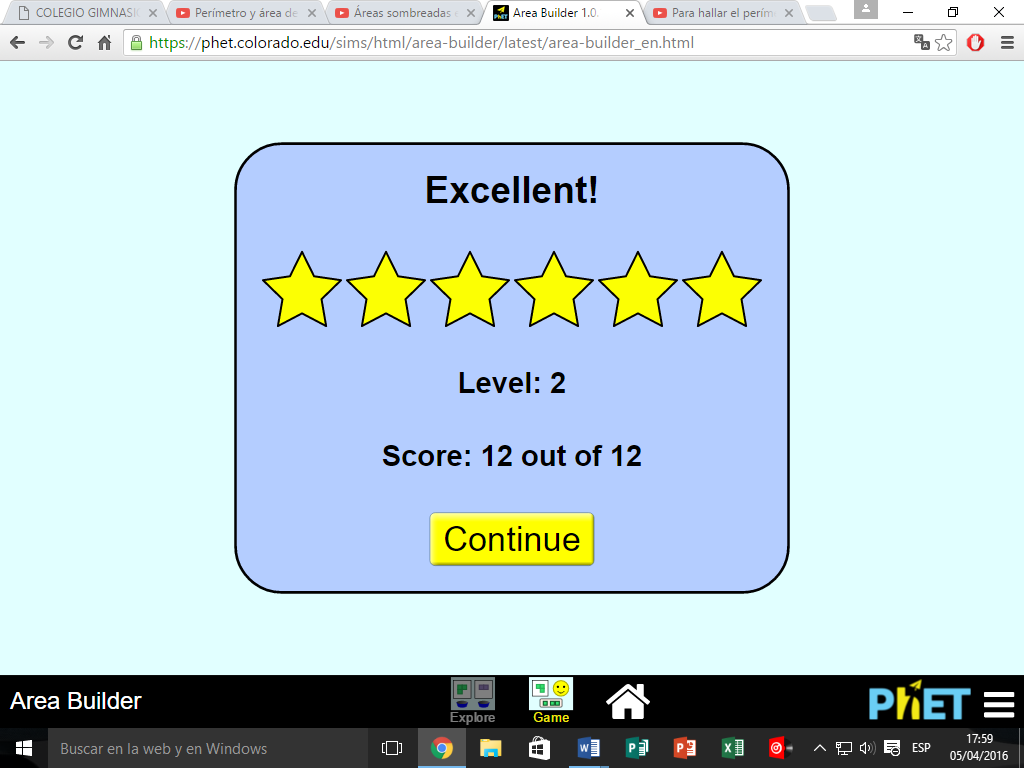 COLEGIO GIMNASIO
Perímetro y área de
Áreas sombreadas
Area Builder 1.0.
Para hallar el perím
https://phet.colorado.edu/sims/html/area-builder/latest/area-builder_en.html
Excellent!
Level: 2
Score: 12 out of 12
Continue
Area Builder
Explore
Game
PhET
Buscar en la web y en Windows
ESP
17:59
05/04/2016